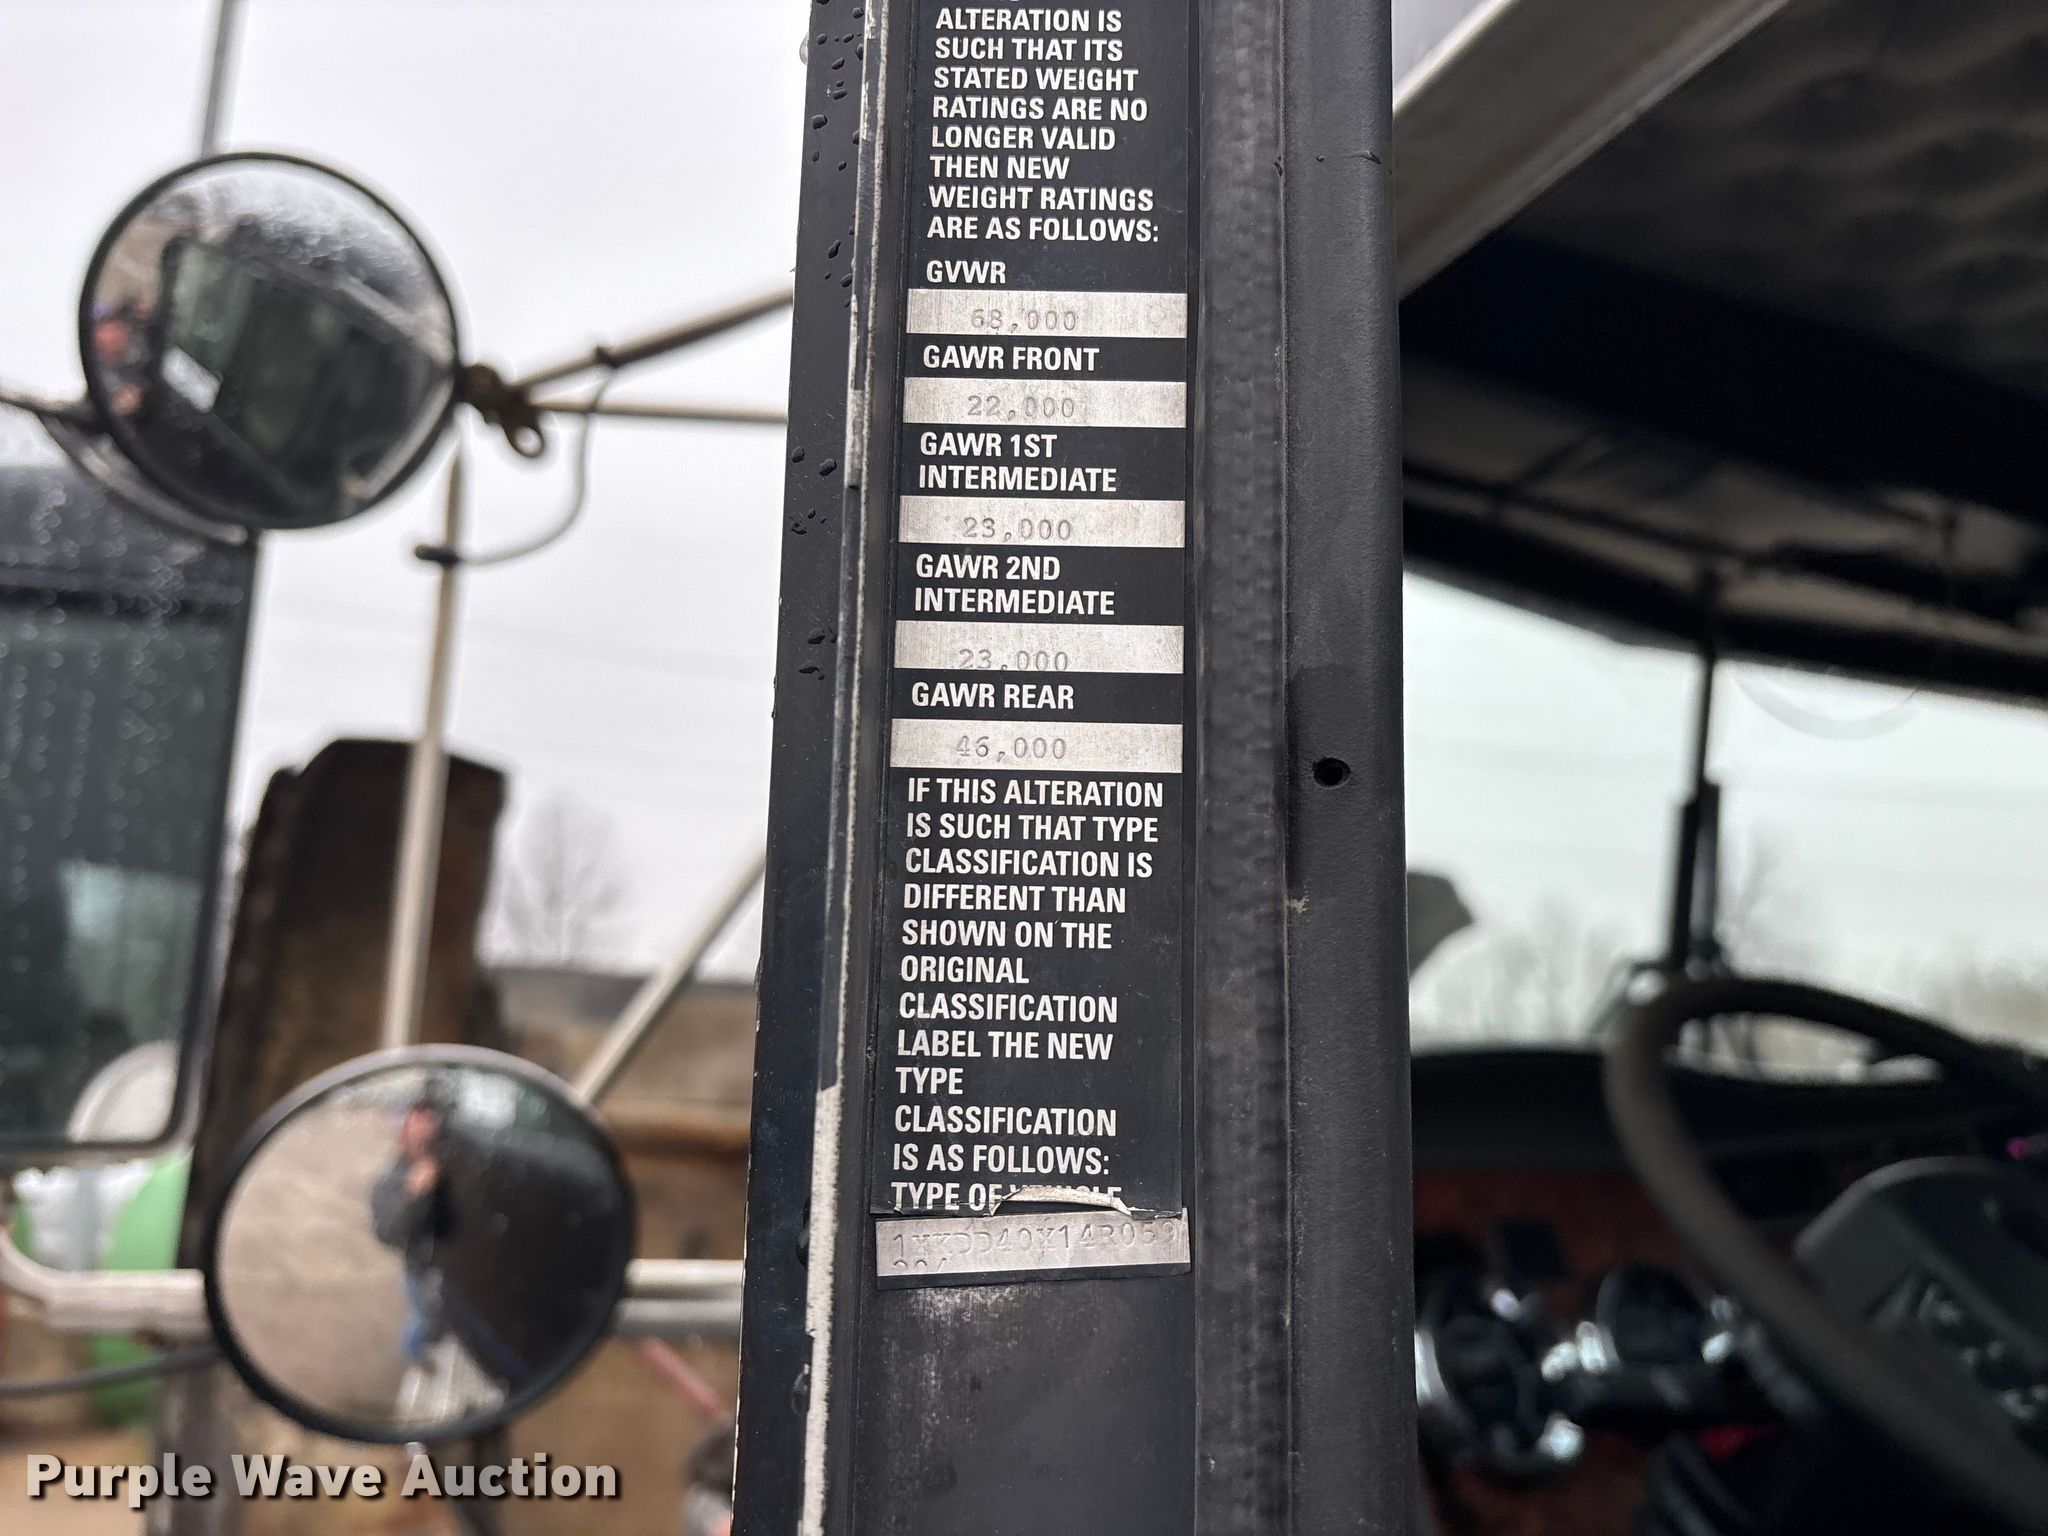 ALTERATION IS
SUCH THAT ITS
STATED WEIGHT
RATINGS ARE NO
LONGER VALID
THEN NEW
WEIGHT RATINGS
ARE AS FOLLOWS:
GVWR
68,000
GAWR FRONT
22,000
GAWR 1ST
INTERMEDIATE
23,000
GAWR 2ND
INTERMEDIATE
23,000
GAWR REAR
46,000
IF THIS ALTERATION
IS SUCH THAT TYPE
CLASSIFICATION IS
DIFFERENT THAN
SHOWN ON THE
ORIGINAL
CLASSIFICATION
LABEL THE NEW
TYPE
CLASSIFICATION
IS AS FOLLOWS:
TYPE OF VEHICLE
Purple Wave Auction